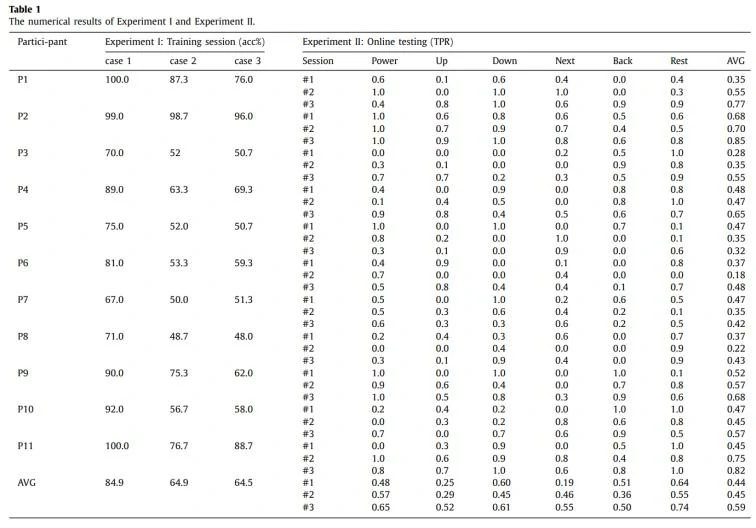 Table 1
The numerical results of Experiment I and Experiment II.
Partici-pant Experiment I: Training session (acc%) Experiment II: Online testing (TPR)
case 1 case 2 case 3 Session Power Up Down Next Back Rest AVG
P1 100.0 87.3 76.0 #1 0.6 0.1 0.6 0.4 0.0 0.4 0.35
#2 1.0 0.0 1.0 1.0 0.0 0.3 0.55
#3 0.4 0.8 1.0 0.6 0.9 0.9 0.77
P2 99.0 98.7 96.0 #1 1.0 0.6 0.8 0.6 0.5 0.6 0.68
#2 1.0 0.7 0.9 0.7 0.4 0.5 0.70
#3 1.0 0.9 1.0 0.8 0.6 0.8 0.85
P3 70.0 52 50.7 #1 0.0 0.0 0.0 0.2 0.5 1.0 0.28
#2 0.3 0.1 0.0 0.0 0.9 0.8 0.35
#3 0.7 0.7 0.2 0.3 0.5 0.9 0.55
P4 89.0 63.3 69.3 #1 0.4 0.0 0.9 0.0 0.8 0.8 0.48
#2 0.1 0.4 0.5 0.0 0.8 1.0 0.47
#3 0.9 0.8 0.4 0.5 0.6 0.7 0.65
P5 75.0 52.0 50.7 #1 1.0 0.0 1.0 0.0 0.7 0.1 0.47
#2 0.8 0.2 0.0 1.0 0.0 0.1 0.35
#3 0.3 0.1 0.0 0.9 0.0 0.6 0.32
P6 81.0 53.3 59.3 #1 0.4 0.9 0.0 0.1 0.0 0.8 0.37
#2 0.7 0.0 0.0 0.4 0.0 0.0 0.18
#3 0.5 0.8 0.4 0.4 0.1 0.7 0.48
P7 67.0 50.0 51.3 #1 0.5 0.0 1.0 0.2 0.6 0.5 0.47
#2 0.5 0.3 0.6 0.4 0.2 0.1 0.35
#3 0.6 0.3 0.3 0.6 0.2 0.5 0.42
P8 71.0 48.7 48.0 #1 0.2 0.4 0.3 0.6 0.0 0.7 0.37
#2 0.0 0.0 0.4 0.0 0.0 0.9 0.22
#3 0.3 0.1 0.9 0.4 0.0 0.9 0.43
P9 90.0 75.3 62.0 #1 1.0 0.0 1.0 0.0 1.0 0.1 0.52
#2 0.9 0.6 0.4 0.0 0.7 0.8 0.57
#3 1.0 0.5 0.8 0.3 0.9 0.6 0.68
P10 92.0 56.7 58.0 #1 0.2 0.4 0.2 0.0 1.0 1.0 0.47
#2 0.0 0.3 0.2 0.8 0.6 0.8 0.45
#3 0.7 0.0 0.7 0.6 0.9 0.5 0.57
P11 100.0 76.7 88.7 #1 0.0 0.3 0.9 0.0 0.5 1.0 0.45
#2 1.0 0.6 0.9 0.8 0.4 0.8 0.75
#3 0.8 0.7 1.0 0.6 0.8 1.0 0.82
AVG 84.9 64.9 64.5 #1 0.48 0.25 0.60 0.19 0.51 0.64 0.44
#2 0.57 0.29 0.45 0.46 0.36 0.55 0.45
#3 0.65 0.52 0.61 0.55 0.50 0.74 0.59